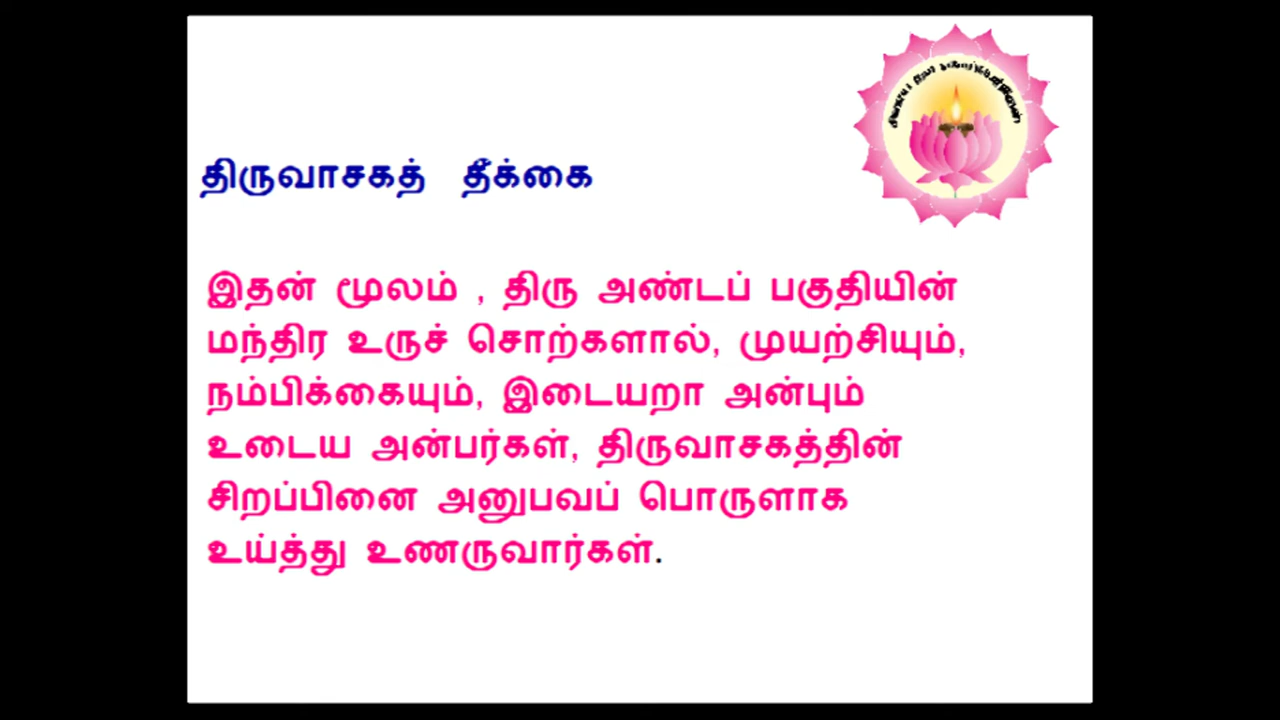 திருவாசகத் தீக்கை
இதன் மூலம் , திரு அண்டப் பகுதியின்
மந்திர உருச் சொற்களால், முயற்சியும்,
நம்பிக்கையும், இடையறா அன்பும்
உடைய அன்பர்கள், திருவாசகத்தின்
சிறப்பினை அனுபவப் பொருளாக
உய்த்து உணருவார்கள்.